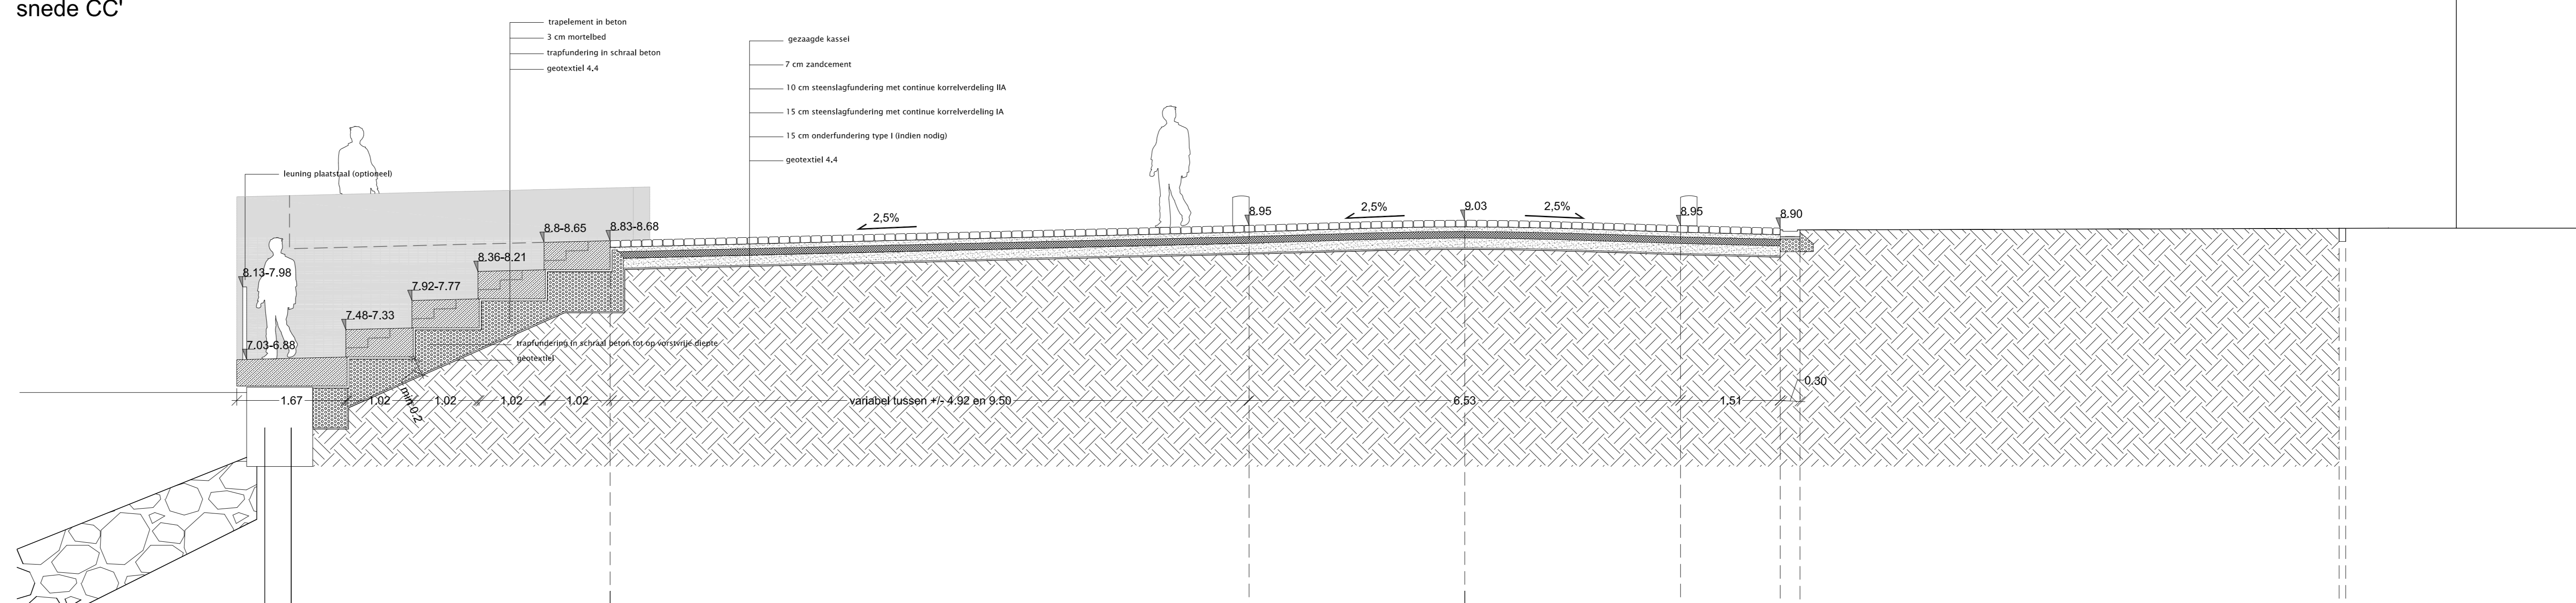 snede CC'
trapelement in beton
3 cm mortelbed
trapfundering in schraal beton
geotextiel 4.4
gezaagde kassei
7 cm zandcement
10 cm steenslagfundering met continue korrelverdeling IIA
15 cm steenslagfundering met continue korrelverdeling IA
15 cm onderfundering type I (indien nodig)
geotextiel 4.4
leuning plaatstaal (optioneel)
8.13-7.98
7.03-6.88
7.48-7.33
7.92-7.77
8.36-8.21
8.8-8.65
8.83-8.68
2,5%
8.95
2,5%
9.03
2,5%
8.95
8.90
trapfundering in schraal beton tot op vorstvrije diepte
geotextiel
min 0.2
1.67
1.02
1.02
1.02
1.02
variabel tussen +/- 4.92 en 9.50
6.53
1,51
0.30